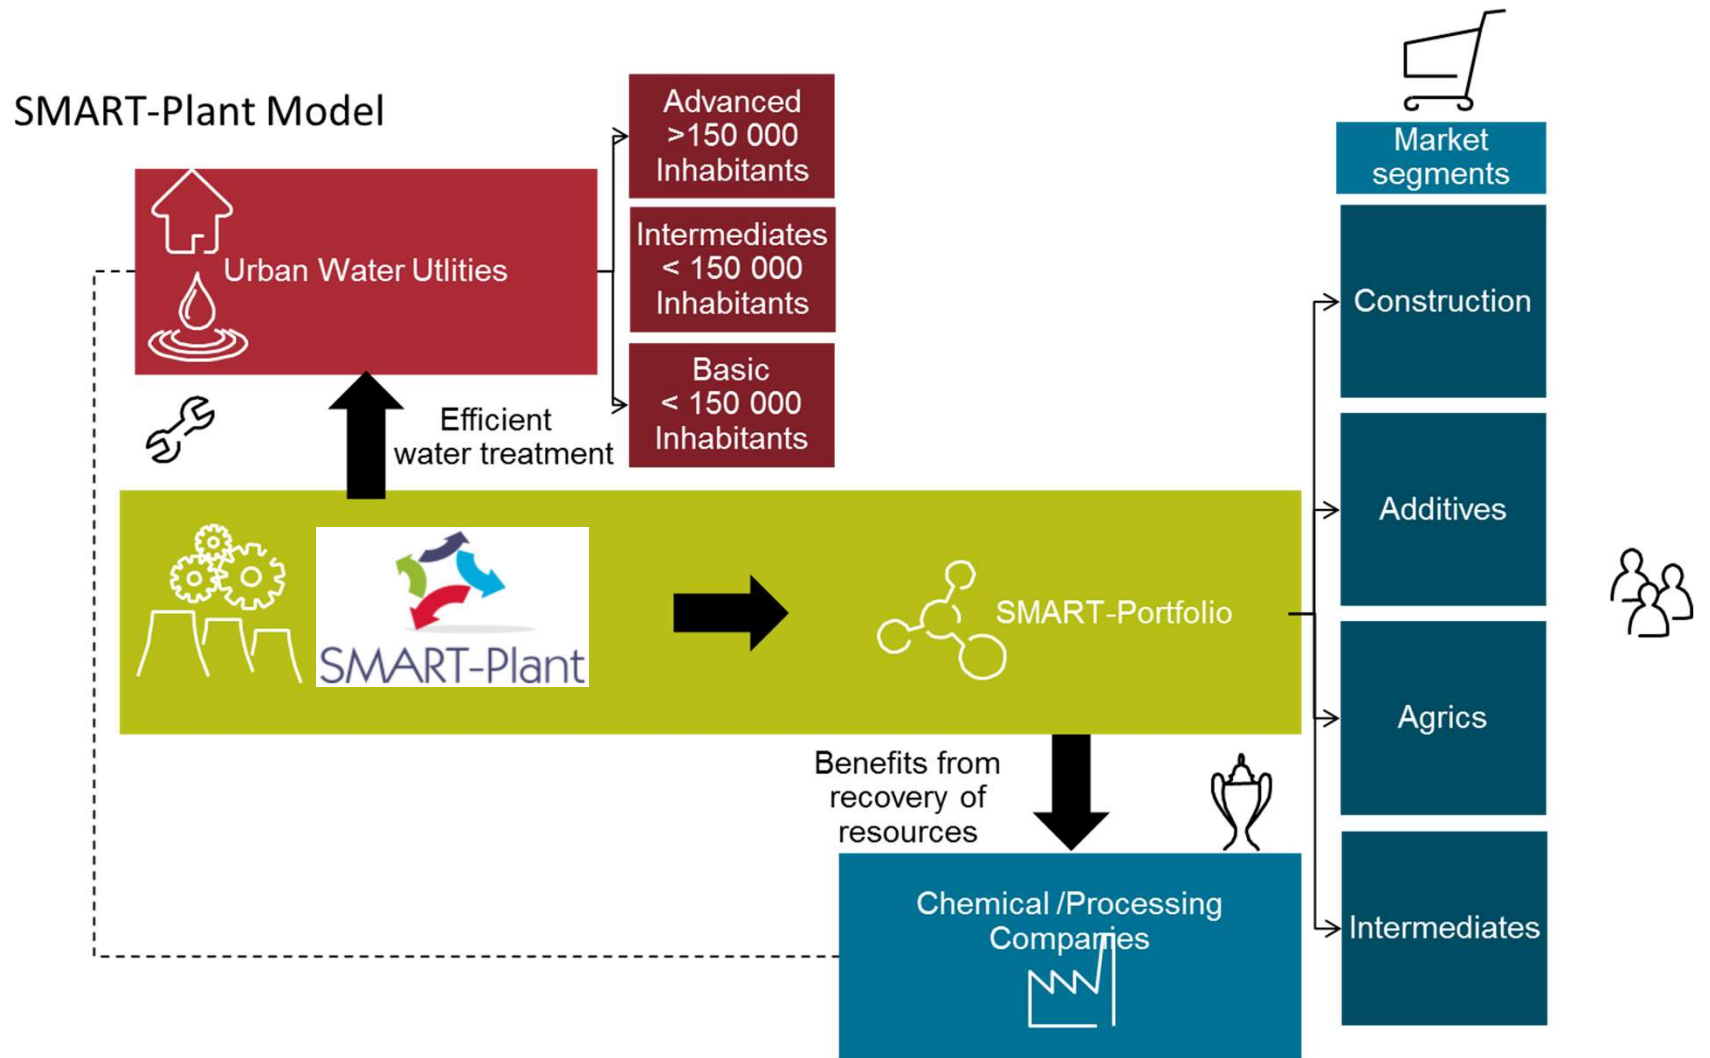 SMART-Plant Model
Urban Water Utlities
Advanced
>150 000
Inhabitants
Intermediates
< 150 000
Inhabitants
Basic
< 150 000
Inhabitants
Efficient
water treatment
SMART-Plant
SMART-Portfolio
Benefits from
recovery of
resources
Chemical /Processing
Companies
Market
segments
Construction
Additives
Agrics
Intermediates